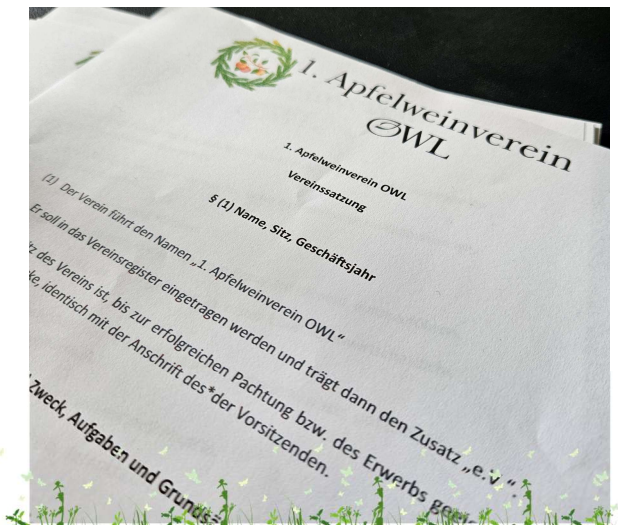 1. Apfelweinverein
OWL
1. Apfelweinverein OWL
Vereinssatzung
§ (1) Name, Sitz, Geschäftsjahr
(1) Der Verein führt den Namen „1. Apfelweinverein OWL“
Er soll in das Vereinsregister eingetragen werden und trägt dann den Zusatz „e.V.“.
des Vereins ist, bis zur erfolgreichen Pachtung bzw. des Erwerbs
identisch mit der Anschrift des*der Vorsitzenden.
Zweck, Aufgaben und